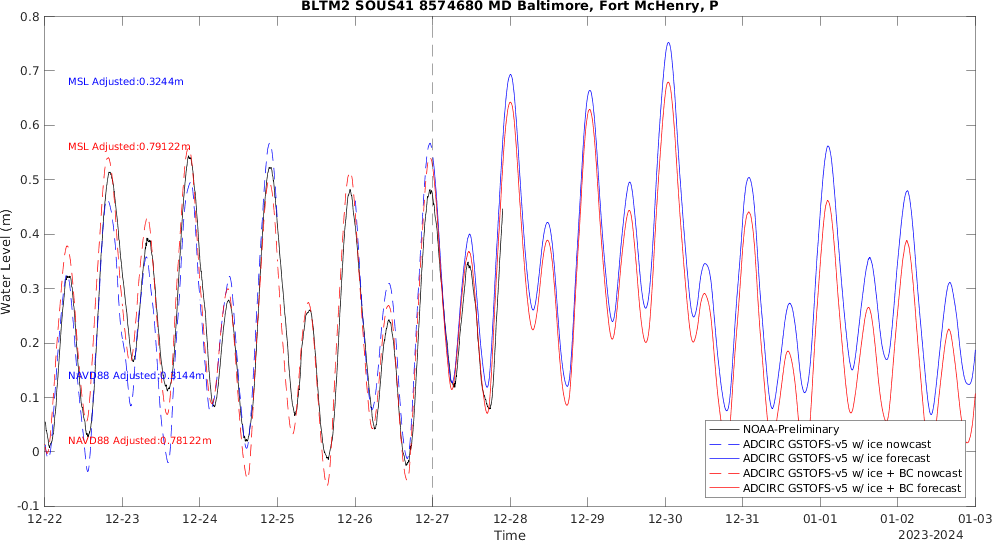 BLTM2 SOUS41 8574680 MD Baltimore, Fort McHenry, P
0.8
0.7
0.6
0.5
0.4
0.3
0.2
0.1
0
-0.1
Water Level (m)
MSL Adjusted:0.3244m
MSL Adjusted:0.79122m
NAVD88 Adjusted:0.3144m
NAVD88 Adjusted:0.78122m
NOAA-Preliminary
ADCIRC GSTOFS-v5 w/ ice nowcast
ADCIRC GSTOFS-v5 w/ ice forecast
ADCIRC GSTOFS-v5 w/ ice + BC nowcast
ADCIRC GSTOFS-v5 w/ ice + BC forecast
12-22 12-23 12-24 12-25 12-26 12-27 12-28 12-29 12-30 12-31 01-01 01-02 01-03
Time
2023-2024